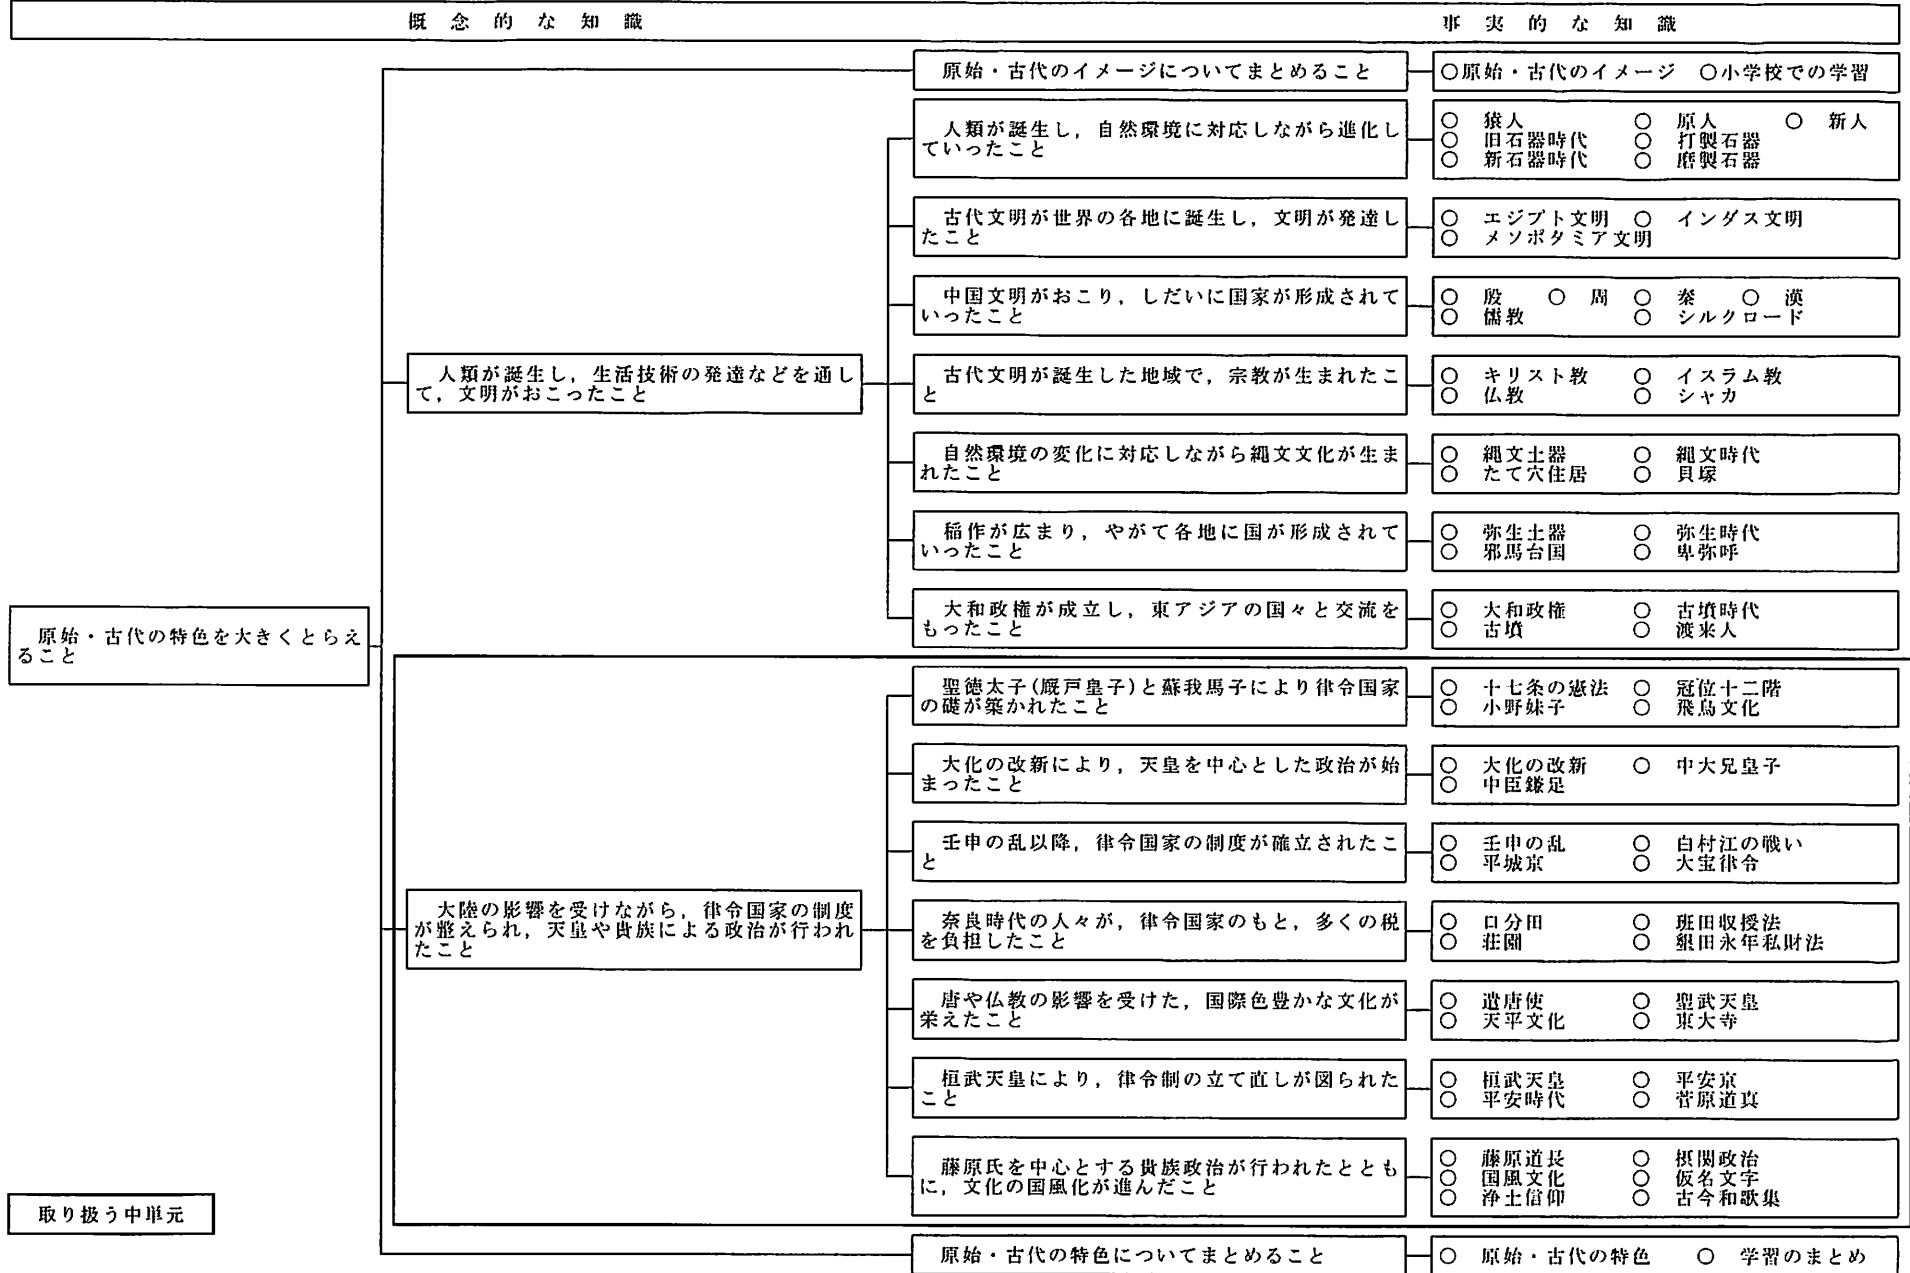 概念的な知識
事実的な知識
原始・古代の特色を大きくとらえ
ること
原始・古代のイメージについてまとめること
○原始・古代のイメージ ○小学校での学習
人類が誕生し，生活技術の発達などを通し
て，文明がおこったこと
人類が誕生し，自然環境に対応しながら進化し
ていったこと
○ 猿人 ○ 原人 ○ 新人
○ 旧石器時代 ○ 打製石器
○ 新石器時代 ○ 磨製石器
古代文明が世界の各地に誕生し，文明が発達し
たこと
○ エジプト文明 ○ インダス文明
○ メソポタミア文明
中国文明がおこり，しだいに国家が形成されて
いったこと
○ 殷 ○ 周 ○ 秦 ○ 漢
○ 儒教 ○ シルクロード
古代文明が誕生した地域で，宗教が生まれたこ
と
○ キリスト教 ○ イスラム教
○ 仏教 ○ シャカ
自然環境の変化に対応しながら縄文文化が生ま
れたこと
○ 縄文土器 ○ 縄文時代
○ たて穴住居 ○ 貝塚
稲作が広まり，やがて各地に国が形成されて
いったこと
○ 弥生土器 ○ 弥生時代
○ 邪馬台国 ○ 卑弥呼
大和政権が成立し，東アジアの国々と交流を
もったこと
○ 大和政権 ○ 古墳時代
○ 古墳 ○ 渡来人
大陸の影響を受けながら，律令国家の制度
が整えられ，天皇や貴族による政治が行われ
たこと
聖徳太子(厩戸皇子)と蘇我馬子により律令国家
の礎が築かれたこと
○ 十七条の憲法 ○ 冠位十二階
○ 小野妹子 ○ 飛鳥文化
大化の改新により，天皇を中心とした政治が始
まったこと
○ 大化の改新 ○ 中大兄皇子
○ 中臣鎌足
壬申の乱以降，律令国家の制度が確立されたこ
と
○ 壬申の乱 ○ 白村江の戦い
○ 平城京 ○ 大宝律令
奈良時代の人々が，律令国家のもと，多くの税
を負担したこと
○ 口分田 ○ 班田収授法
○ 荘園 ○ 墾田永年私財法
唐や仏教の影響を受けた，国際色豊かな文化が
栄えたこと
○ 遣唐使 ○ 聖武天皇
○ 天平文化 ○ 東大寺
桓武天皇により，律令制の立て直しが図られた
こと
○ 桓武天皇 ○ 平安京
○ 平安時代 ○ 菅原道真
藤原氏を中心とする貴族政治が行われたととも
に，文化の国風化が進んだこと
○ 藤原道長 ○ 摂関政治
○ 国風文化 ○ 仮名文字
○ 浄土信仰 ○ 古今和歌集
取り扱う中単元
原始・古代の特色についてまとめること
○ 原始・古代の特色 ○ 学習のまとめ